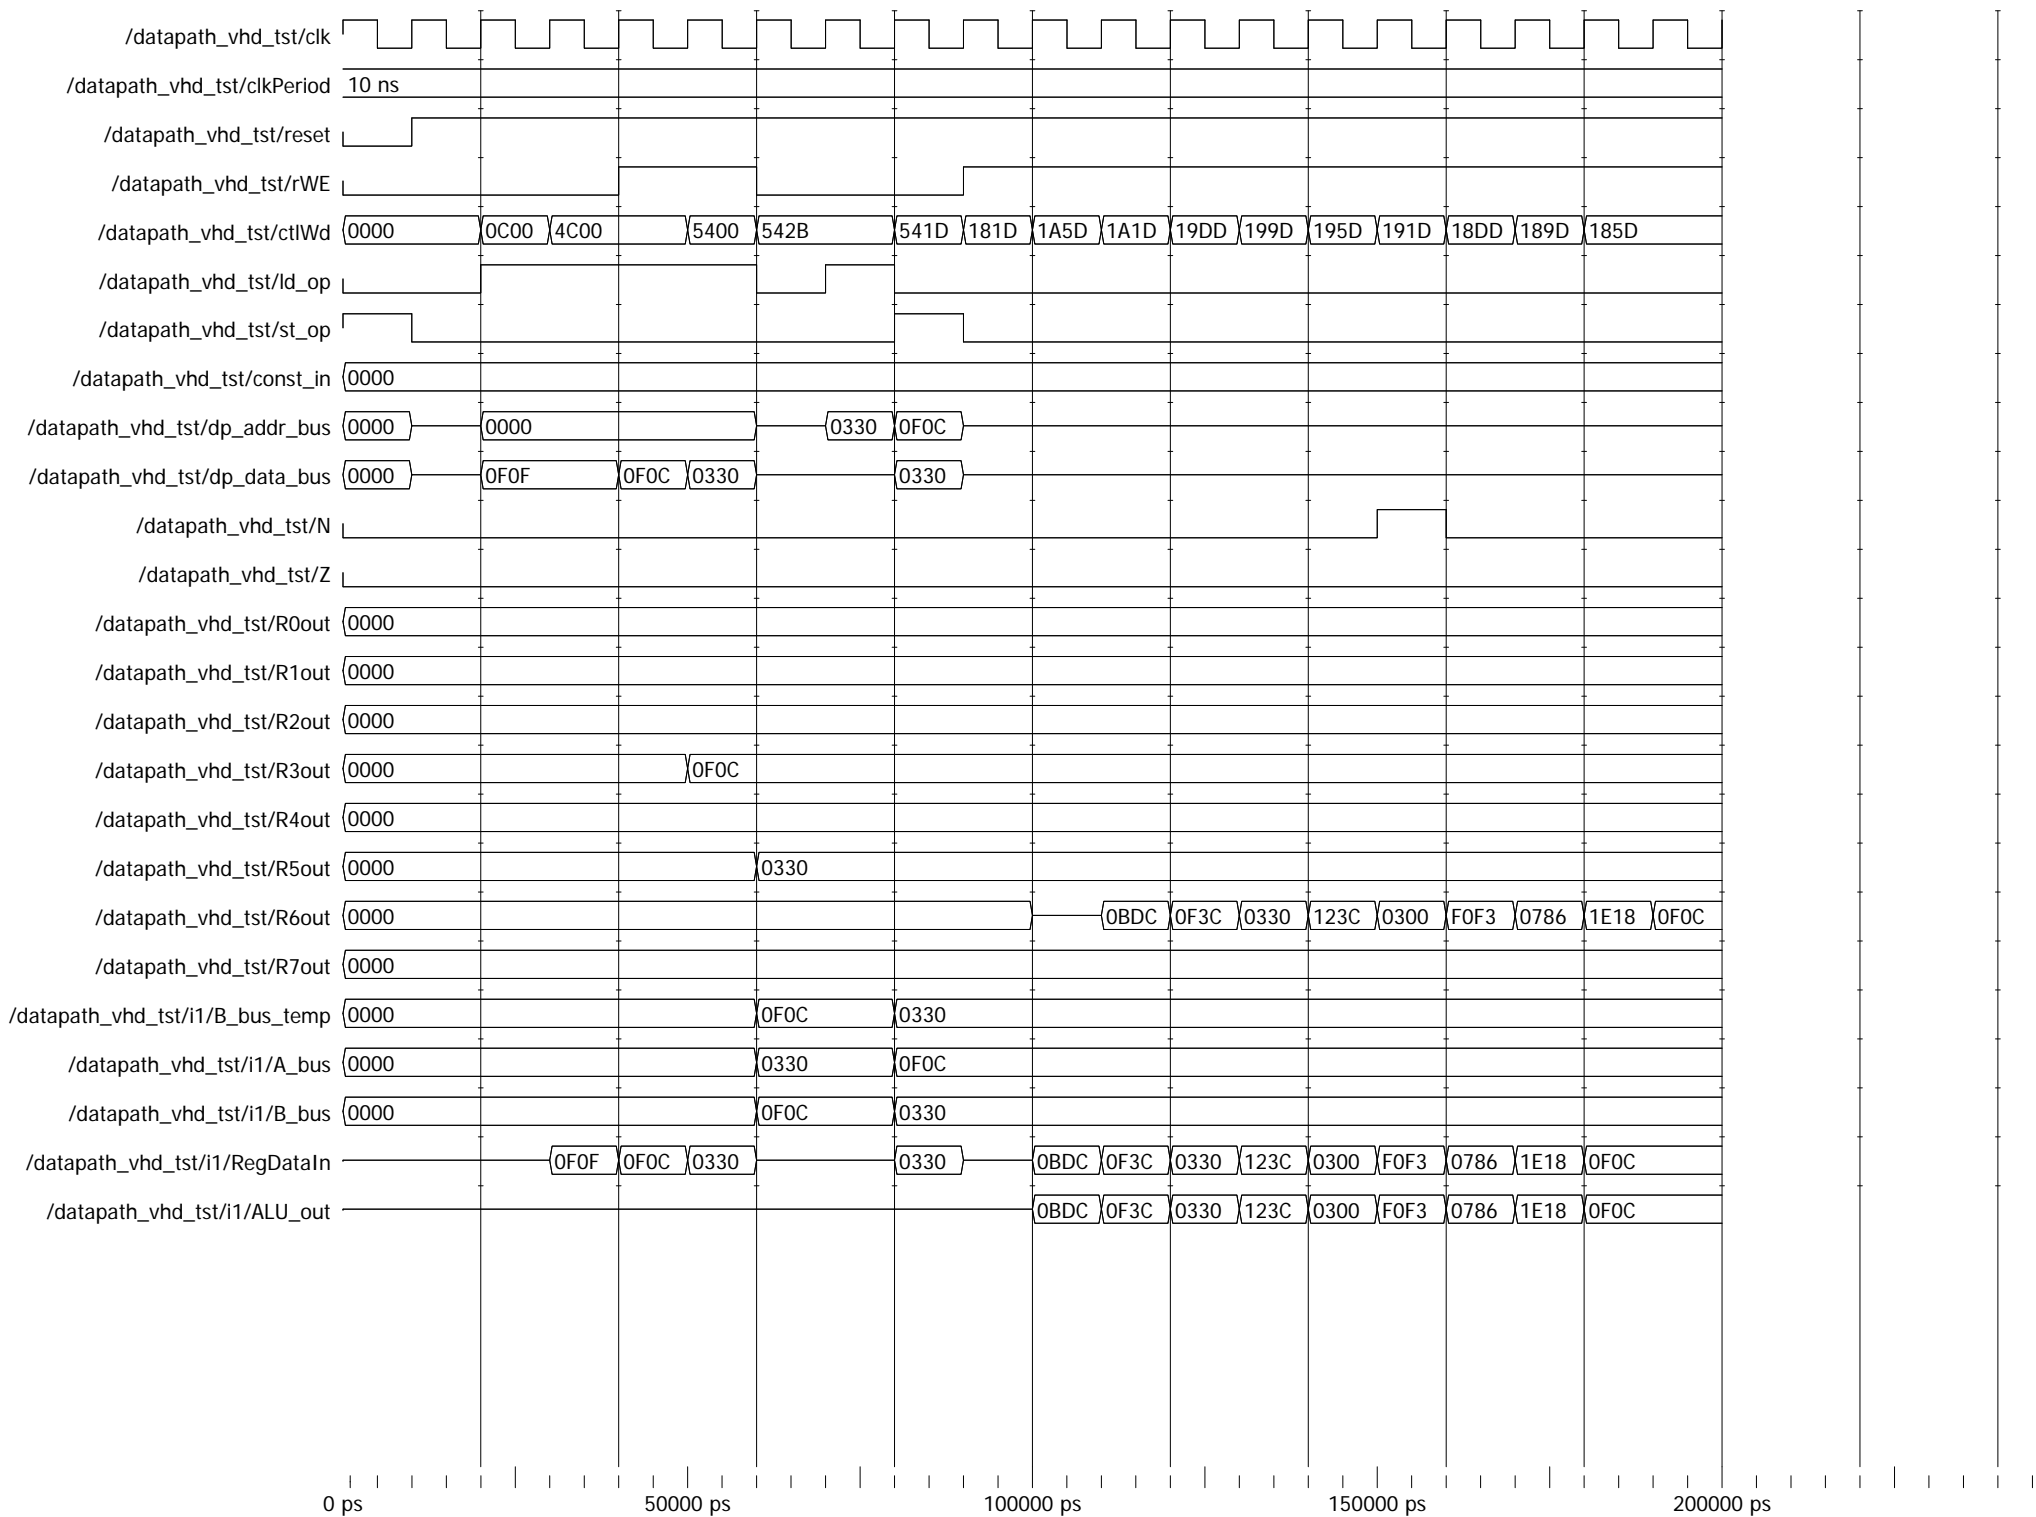 /datapath_vhd_tst/clk
/datapath_vhd_tst/clkPeriod 10 ns
/datapath_vhd_tst/reset
/datapath_vhd_tst/rWE
/datapath_vhd_tst/ctlWd 0000 0C00 4C00 5400 542B 541D 181D 1A5D 1A1D 19DD 199D 195D 191D 18DD 189D 185D
/datapath_vhd_tst/ld_op
/datapath_vhd_tst/st_op
/datapath_vhd_tst/const_in 0000
/datapath_vhd_tst/dp_addr_bus 0000 0000 0330 0F0C
/datapath_vhd_tst/dp_data_bus 0000 0F0F 0F0C 0330 0330
/datapath_vhd_tst/N
/datapath_vhd_tst/Z
/datapath_vhd_tst/R0out 0000
/datapath_vhd_tst/R1out 0000
/datapath_vhd_tst/R2out 0000
/datapath_vhd_tst/R3out 0000 0F0C
/datapath_vhd_tst/R4out 0000
/datapath_vhd_tst/R5out 0000 0330
/datapath_vhd_tst/R6out 0000 0BDC 0F3C 0330 123C 0300 F0F3 0786 1E18 0F0C
/datapath_vhd_tst/R7out 0000
/datapath_vhd_tst/i1/B_bus_temp 0000 0F0C 0330
/datapath_vhd_tst/i1/A_bus 0000 0330 0F0C
/datapath_vhd_tst/i1/B_bus 0000 0F0C 0330
/datapath_vhd_tst/i1/RegDataIn 0F0F 0F0C 0330 0330 0BDC 0F3C 0330 123C 0300 F0F3 0786 1E18 0F0C
/datapath_vhd_tst/i1/ALU_out 0BDC 0F3C 0330 123C 0300 F0F3 0786 1E18 0F0C
0 ps 50000 ps 100000 ps 150000 ps 200000 ps